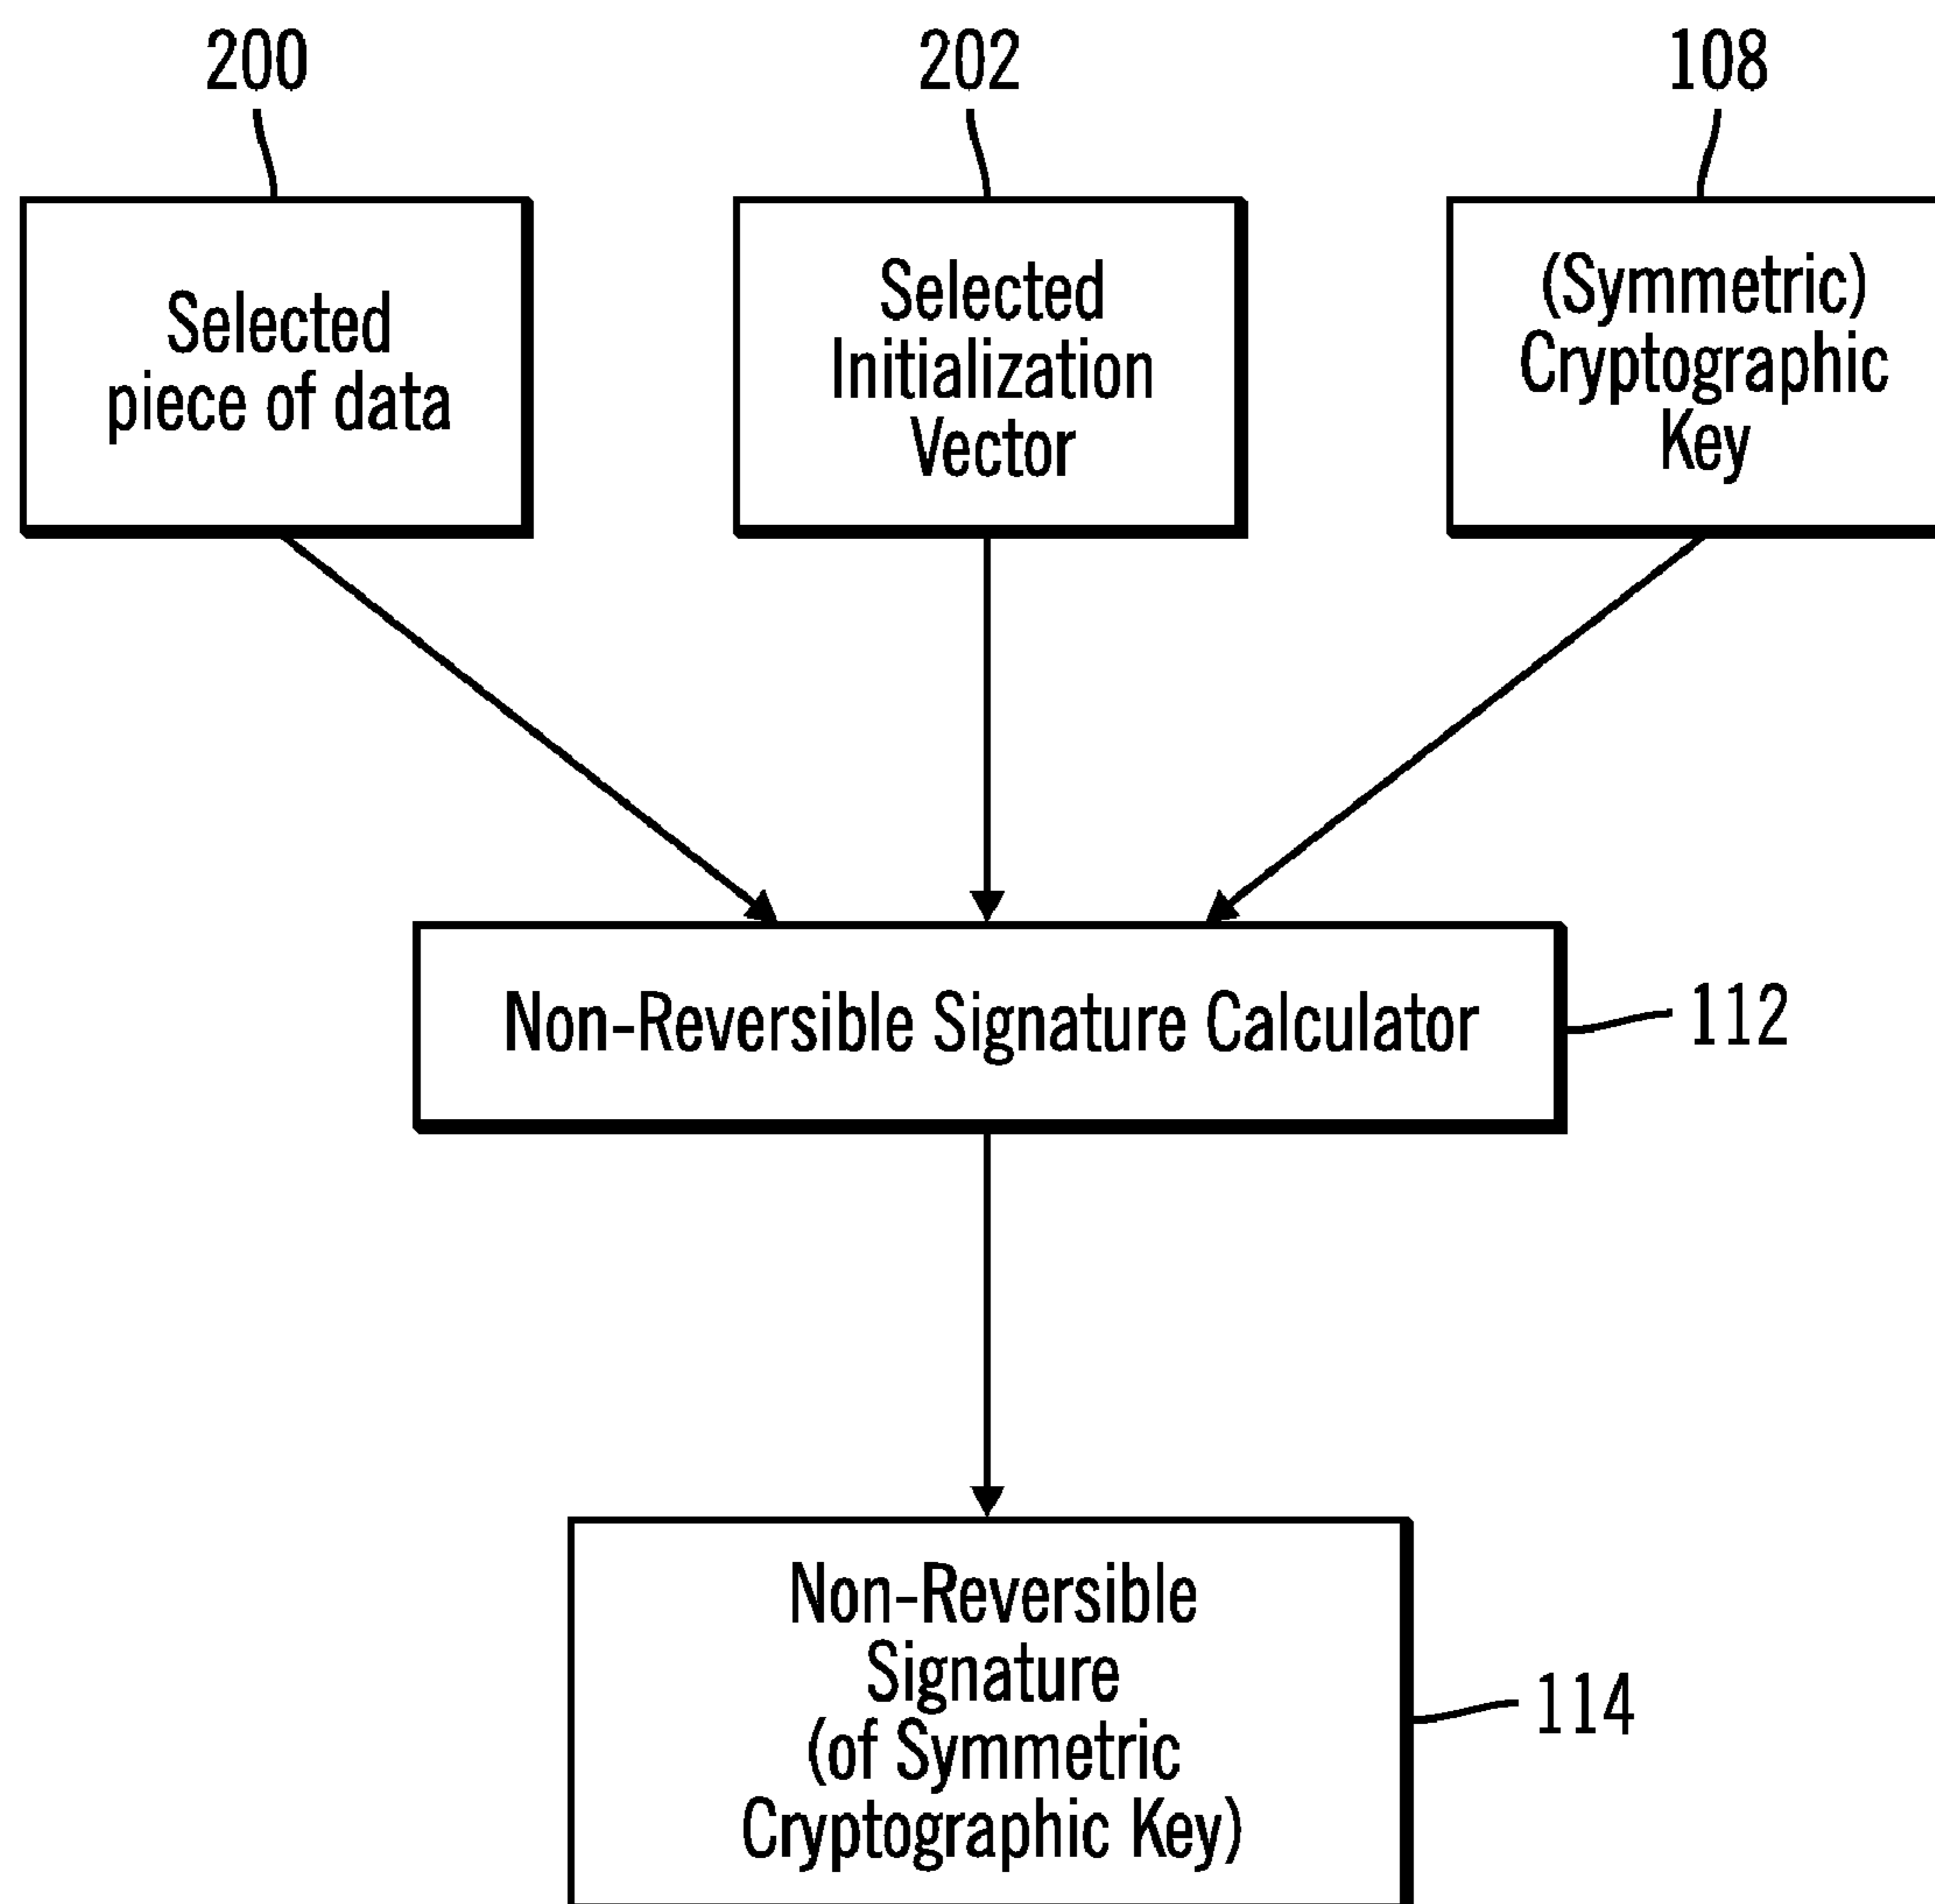 200
202
108
Selected
piece of data
Selected
Initialization
Vector
(Symmetric)
Cryptographic
Key
Non-Reversible Signature Calculator
112
Non-Reversible
Signature
(of Symmetric
Cryptographic Key)
114